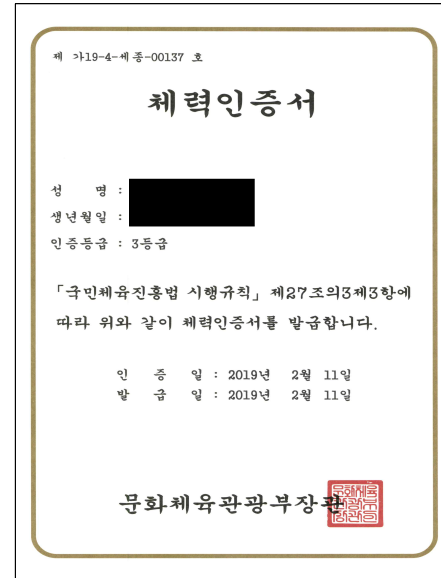 제 가19-4-세종-00137 호
체력인증서
성 명 :
생년월일 :
인증등급 : 3등급
「국민체육진흥법 시행규칙」 제27조의3제3항에
따라 위와 같이 체력인증서를 발급합니다.
인 증 일 : 2019년 2월 11일
발 급 일 : 2019년 2월 11일
문화체육관광부장관